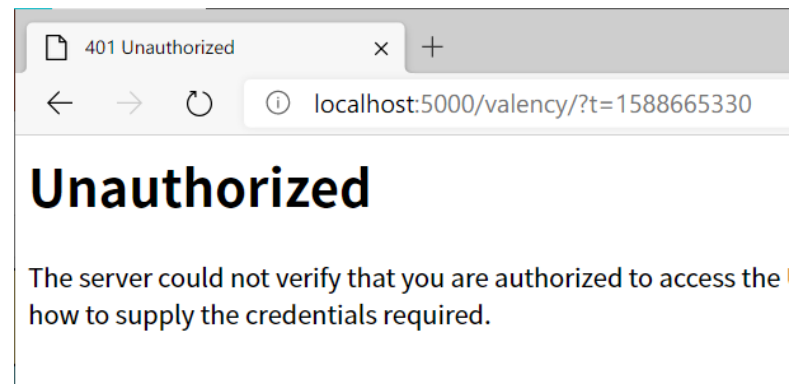 401 Unauthorized
localhost:5000/valency/?t=1588665330
Unauthorized
The server could not verify that you are authorized to access the
how to supply the credentials required.